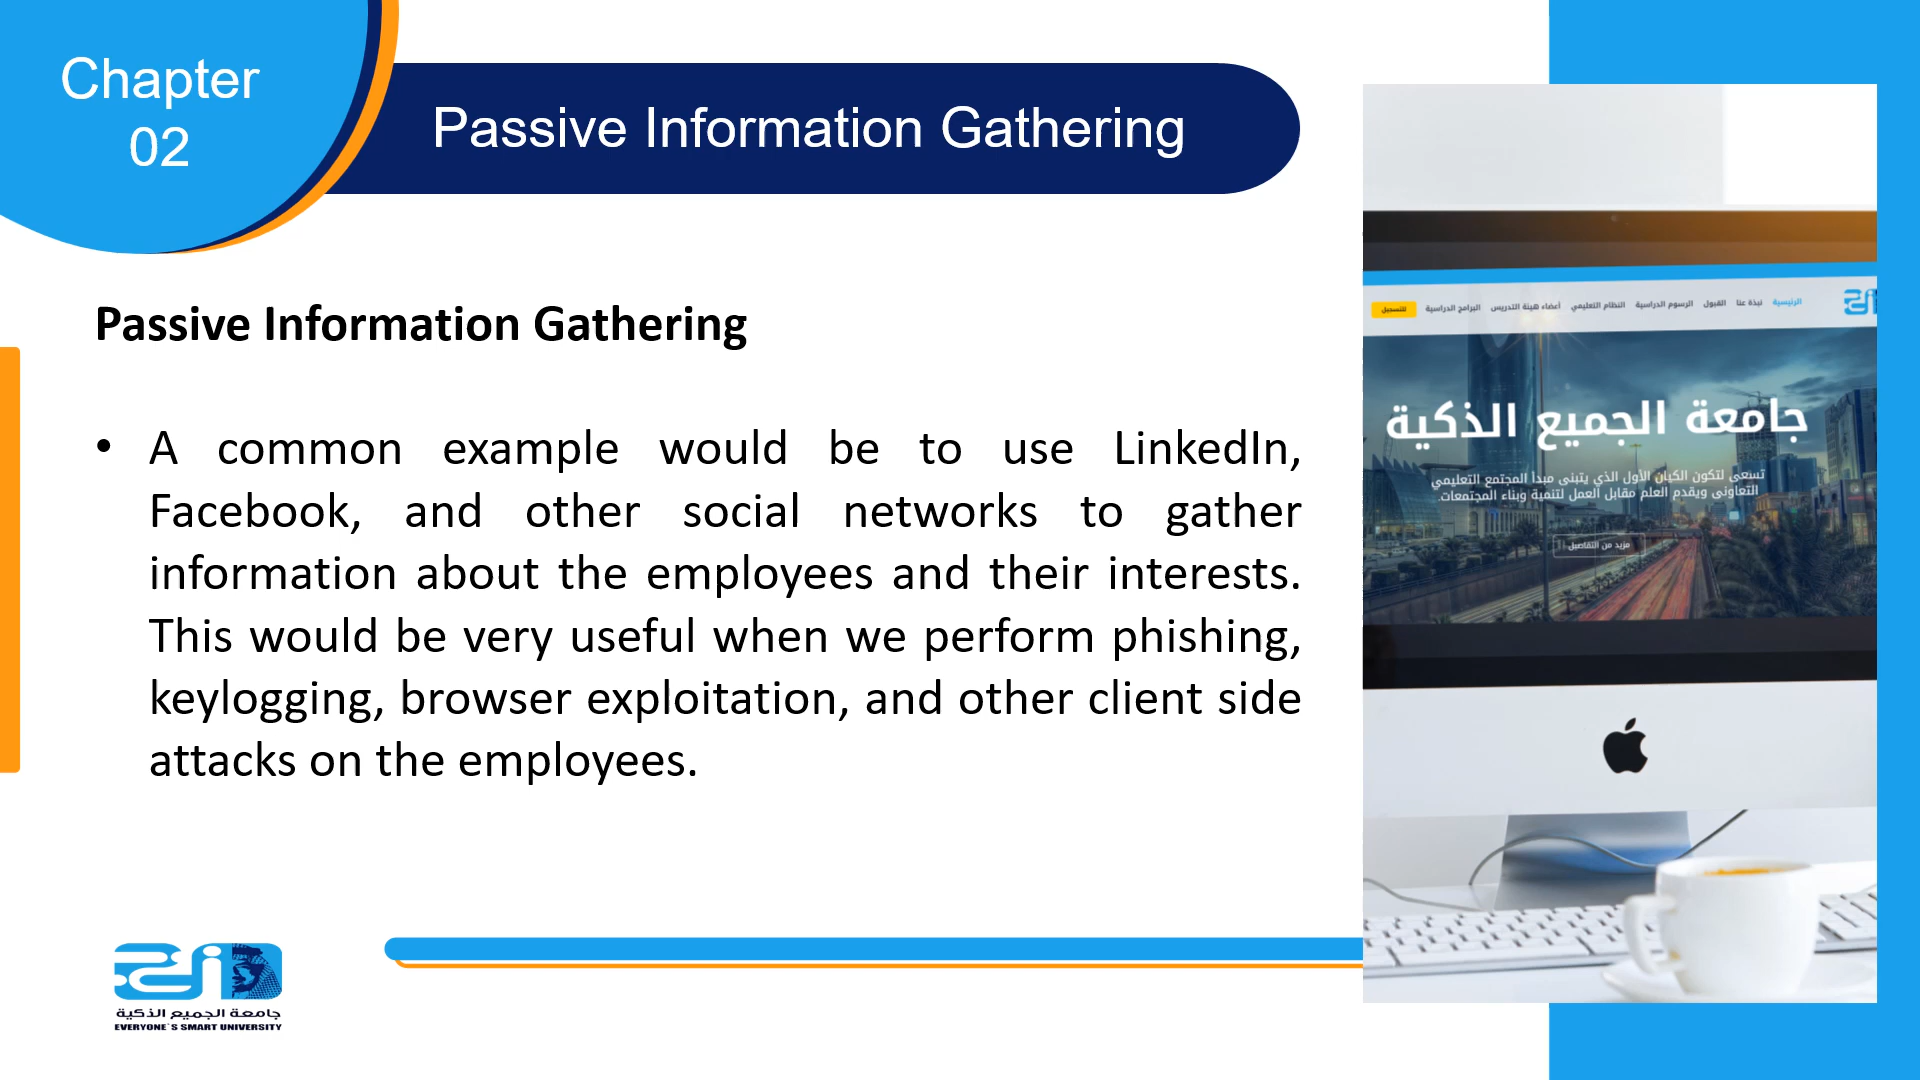 Chapter
02
Passive Information Gathering
Passive Information Gathering
• A common example would be to use LinkedIn,
Facebook, and other social networks to gather
information about the employees and their interests.
This would be very useful when we perform phishing,
keylogging, browser exploitation, and other client side
attacks on the employees.
الرئيسية نبذة عنا القبول الرسوم الدراسية النظام التعليمي أعضاء هيئة التدريس البرامج الدراسية للتسجيل
جامعة الجميع الذكية
تسعى لتكون الكيان الأول الذي يتبنى مبدأ المجتمع التعليمي
التعاونى ويقدم العلم مقابل العمل لتنمية وبناء المجتمعات.
مزيد من التفاصيل
جامعة الجميع الذكية
EVERYONE`S SMART UNIVERSITY